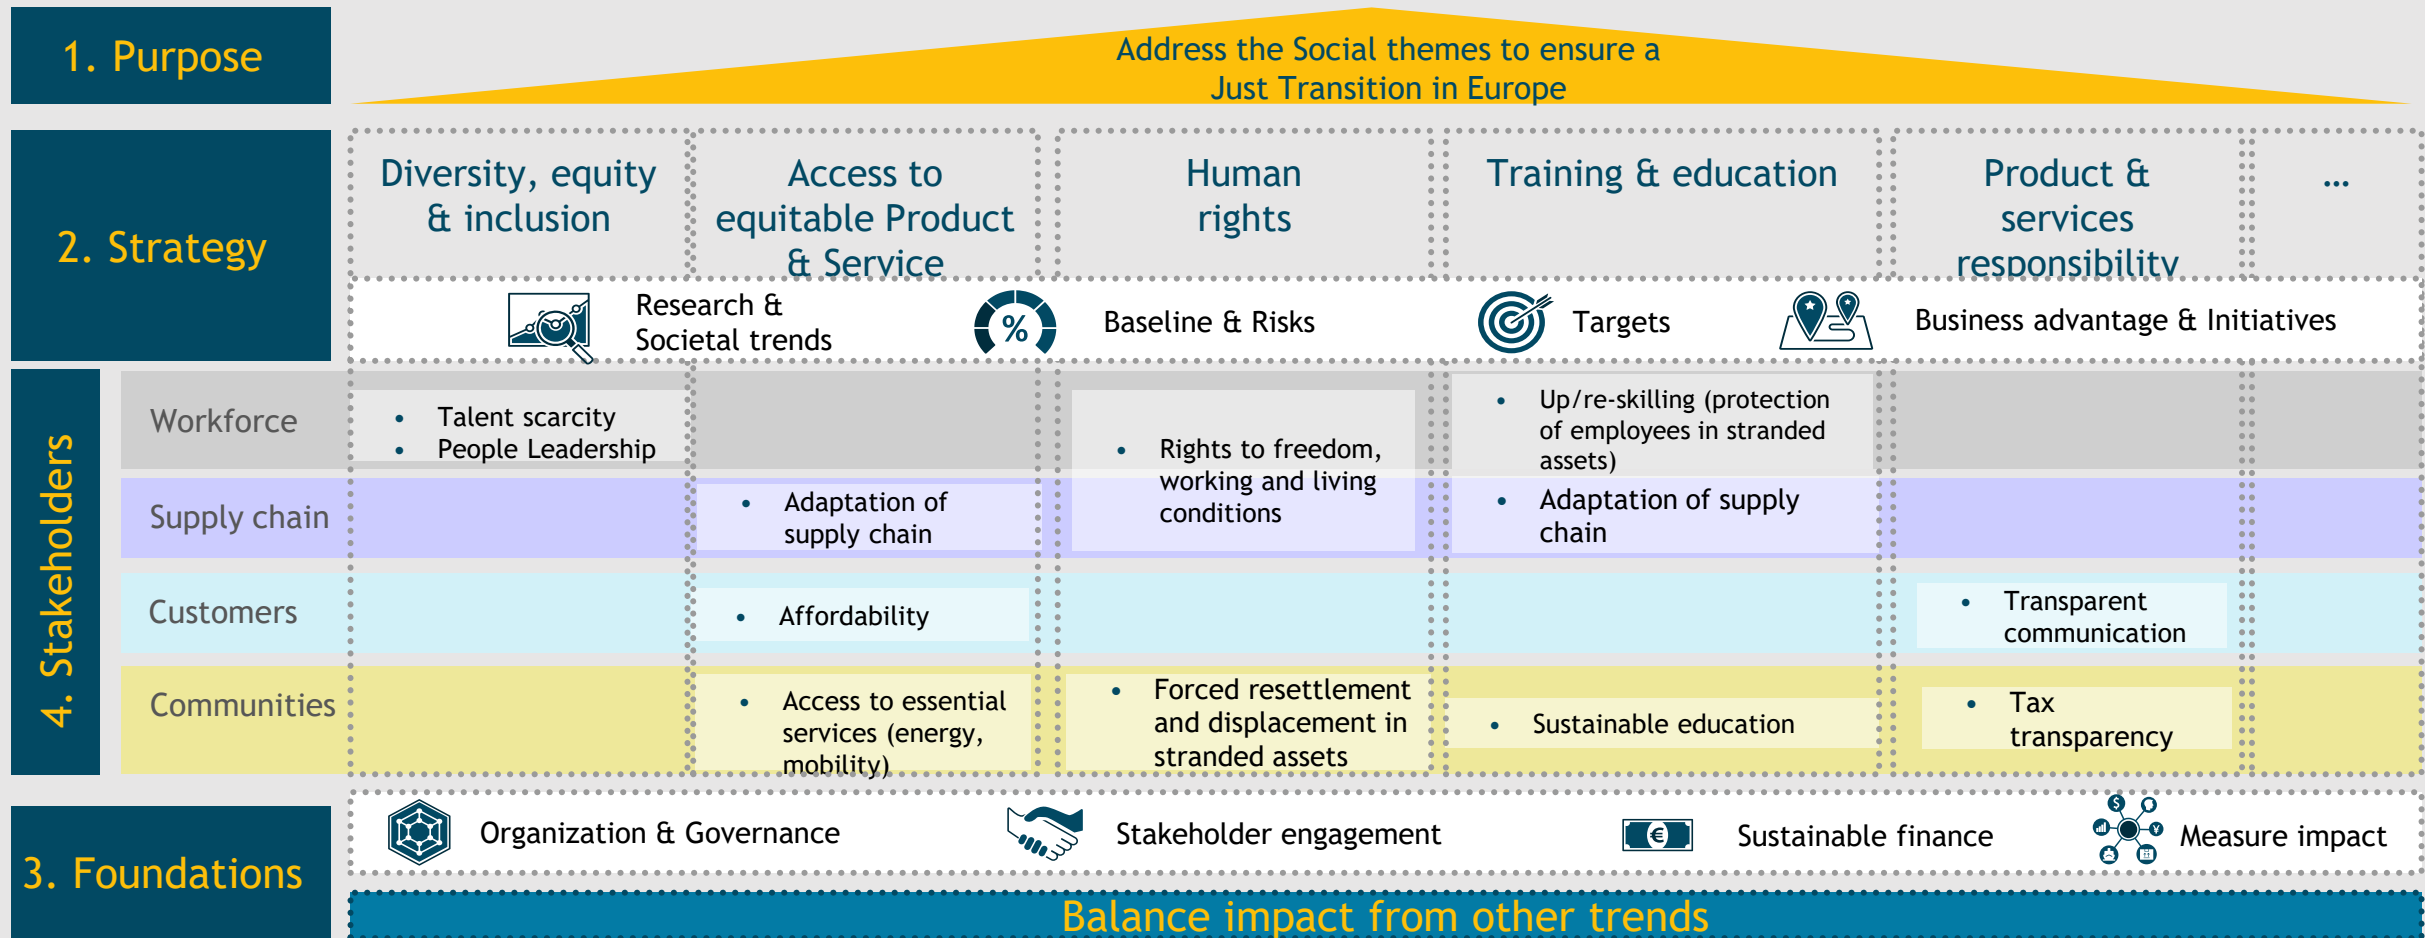 1. Purpose
Address the Social themes to ensure a
Just Transition in Europe
2. Strategy
Diversity, equity
& inclusion
Access to
equitable Product
& Service
Human
rights
Training & education
Product &
services
responsibility
...
Research &
Societal trends
%
Baseline & Risks
Targets
Business advantage & Initiatives
4. Stakeholders
Workforce
• Talent scarcity
• People Leadership
• Rights to freedom,
working and living
conditions
• Up/re-skilling (protection
of employees in stranded
assets)
Supply chain
• Adaptation of
supply chain
• Adaptation of supply
chain
Customers
• Affordability
• Transparent
communication
Communities
• Access to essential
services (energy,
mobility)
• Forced resettlement
and displacement in
stranded assets
• Sustainable education
• Tax
transparency
3. Foundations
Organization & Governance
Stakeholder engagement
€
Sustainable finance
$
¥
Measure impact
Balance impact from other trends